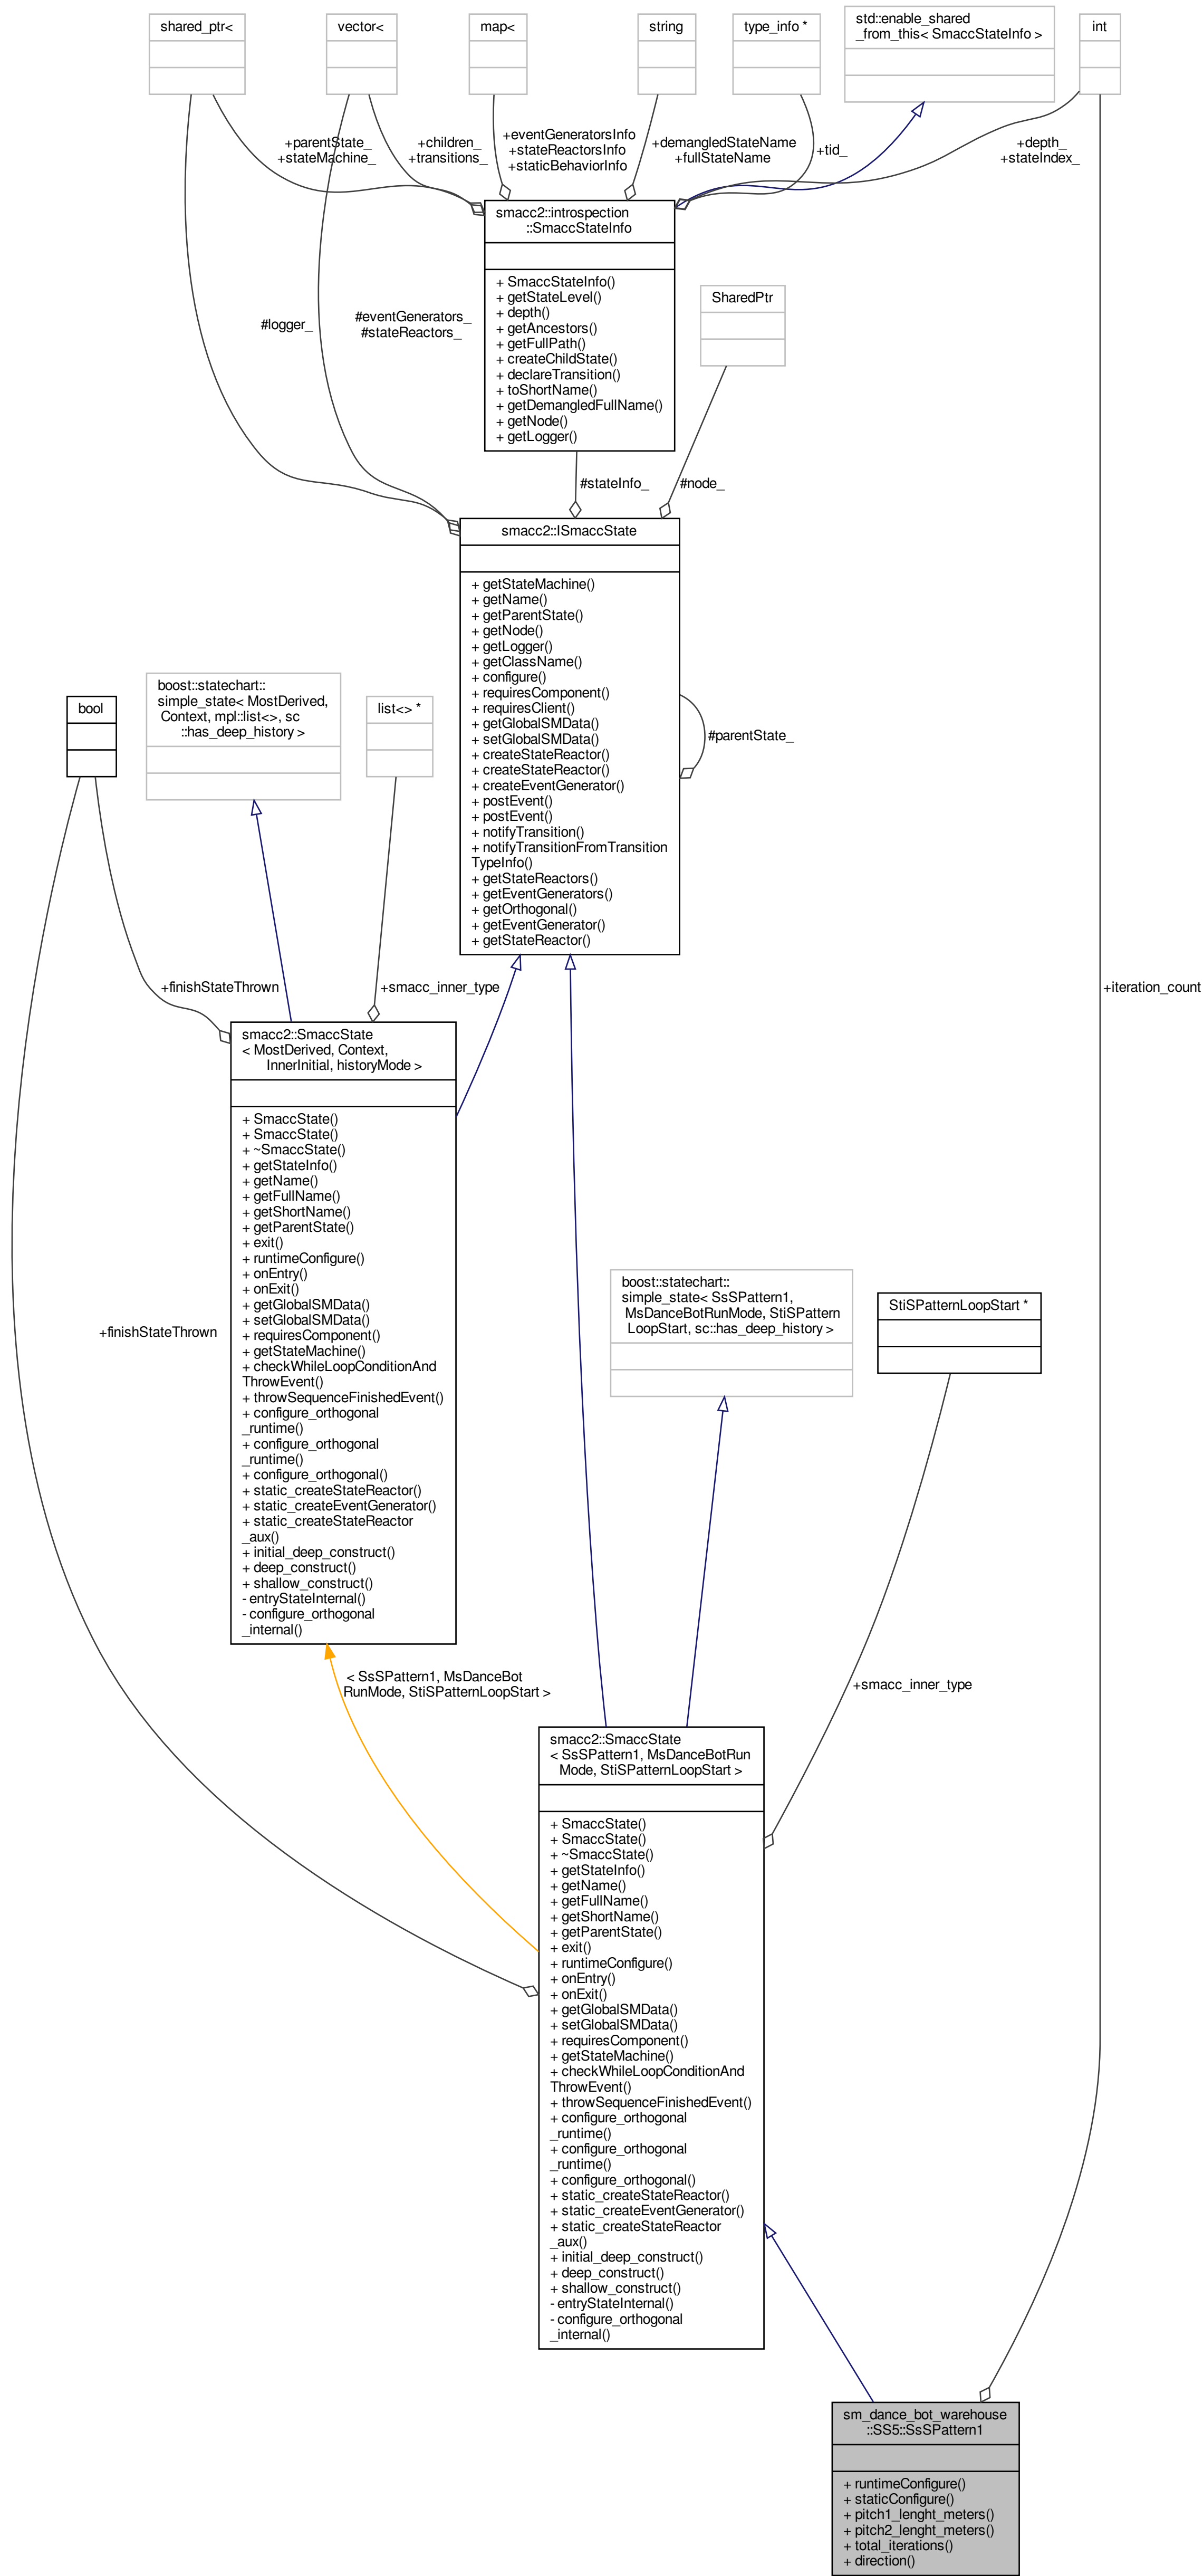 shared_ptr<
vector<
map<
string
type_info *
std::enable_shared
_from_this< SmaccStateInfo >
int
+parentState_
+stateMachine_
+children_
+transitions_
+eventGeneratorsInfo
+stateReactorsInfo
+staticBehaviorInfo
+demangledStateName
+fullStateName
+tid_
+depth_
+stateIndex_
smacc2::introspection
::SmaccStateInfo
+ SmaccStateInfo()
+ getStateLevel()
+ depth()
+ getAncestors()
+ getFullPath()
+ createChildState()
+ declareTransition()
+ toShortName()
+ getDemangledFullName()
+ getNode()
+ getLogger()
SharedPtr
#logger_
#eventGenerators_
#stateReactors_
#stateInfo_
#node_
smacc2::ISmaccState
+ getStateMachine()
+ getName()
+ getParentState()
+ getNode()
+ getLogger()
+ getClassName()
+ configure()
+ requiresComponent()
+ requiresClient()
+ getGlobalSMData()
+ setGlobalSMData()
+ createStateReactor()
+ createStateReactor()
+ createEventGenerator()
+ postEvent()
+ postEvent()
+ notifyTransition()
+ notifyTransitionFromTransition
TypeInfo()
+ getStateReactors()
+ getEventGenerators()
+ getOrthogonal()
+ getEventGenerator()
+ getStateReactor()
#parentState_
bool
boost::statechart::
simple_state< MostDerived,
Context, mpl::list<>, sc
::has_deep_history >
list<> *
+finishStateThrown
+smacc_inner_type
+iteration_count
smacc2::SmaccState
< MostDerived, Context,
InnerInitial, historyMode >
+ SmaccState()
+ SmaccState()
+ ~SmaccState()
+ getStateInfo()
+ getName()
+ getFullName()
+ getShortName()
+ getParentState()
+ exit()
+ runtimeConfigure()
+ onEntry()
+ onExit()
+ getGlobalSMData()
+ setGlobalSMData()
+ requiresComponent()
+ getStateMachine()
+ checkWhileLoopConditionAnd
ThrowEvent()
+ throwSequenceFinishedEvent()
+ configure_orthogonal
_runtime()
+ configure_orthogonal
_runtime()
+ configure_orthogonal()
+ static_createStateReactor()
+ static_createEventGenerator()
+ static_createStateReactor
_aux()
+ initial_deep_construct()
+ deep_construct()
+ shallow_construct()
- entryStateInternal()
- configure_orthogonal
_internal()
+finishStateThrown
boost::statechart::
simple_state< SsSPattern1,
MsDanceBotRunMode, StiSPattern
LoopStart, sc::has_deep_history >
StiSPatternLoopStart *
< SsSPattern1, MsDanceBot
RunMode, StiSPatternLoopStart >
+smacc_inner_type
smacc2::SmaccState
< SsSPattern1, MsDanceBotRun
Mode, StiSPatternLoopStart >
+ SmaccState()
+ SmaccState()
+ ~SmaccState()
+ getStateInfo()
+ getName()
+ getFullName()
+ getShortName()
+ getParentState()
+ exit()
+ runtimeConfigure()
+ onEntry()
+ onExit()
+ getGlobalSMData()
+ setGlobalSMData()
+ requiresComponent()
+ getStateMachine()
+ checkWhileLoopConditionAnd
ThrowEvent()
+ throwSequenceFinishedEvent()
+ configure_orthogonal
_runtime()
+ configure_orthogonal
_runtime()
+ configure_orthogonal()
+ static_createStateReactor()
+ static_createEventGenerator()
+ static_createStateReactor
_aux()
+ initial_deep_construct()
+ deep_construct()
+ shallow_construct()
- entryStateInternal()
- configure_orthogonal
_internal()
sm_dance_bot_warehouse
::SS5::SsSPattern1
+ runtimeConfigure()
+ staticConfigure()
+ pitch1_lenght_meters()
+ pitch2_lenght_meters()
+ total_iterations()
+ direction()